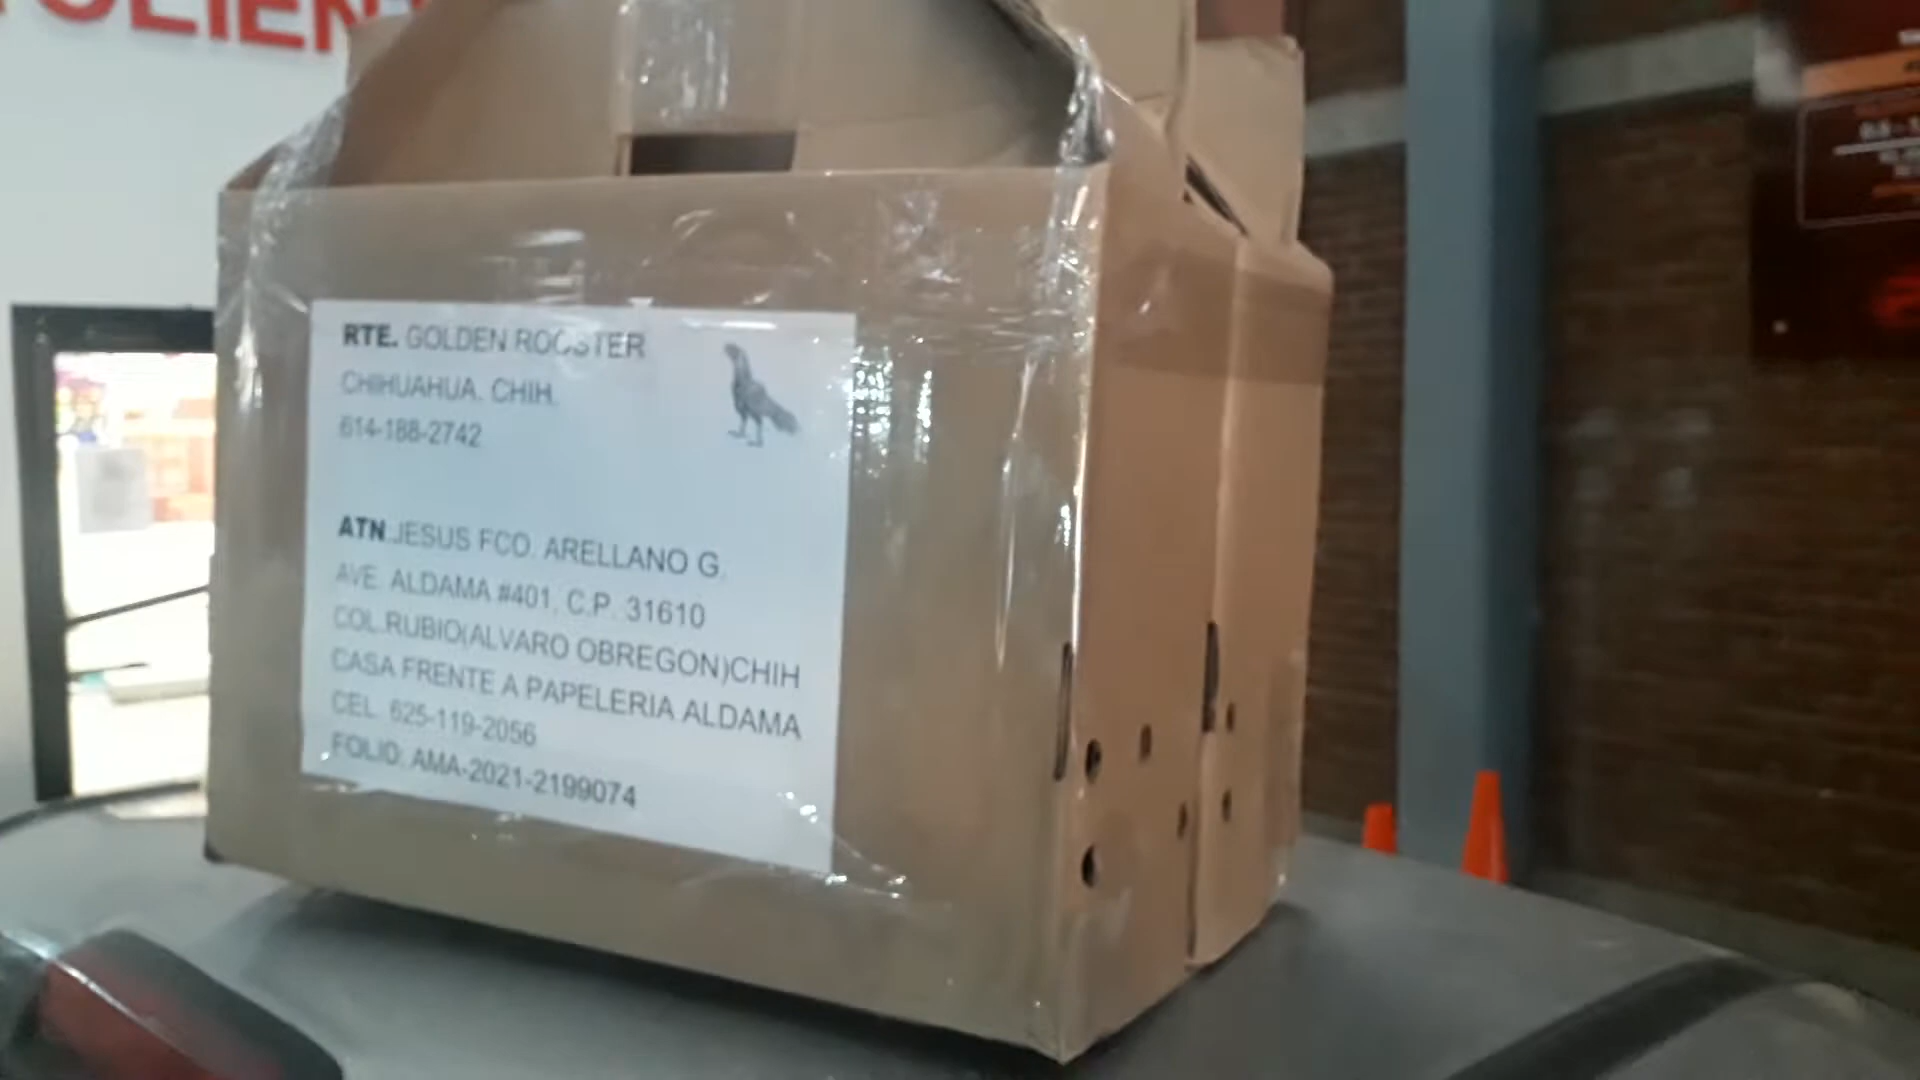 RTE. GOLDEN ROOSTER
CHIHUAHUA. CHIH.
614-188-2742
ATN.JESUS FCO. ARELLANO G.
AVE. ALDAMA #401, C.P. 31610
COL.RUBIO(ALVARO OBREGON)CHIH
CASA FRENTE A PAPELERIA ALDAMA
CEL. 625-119-2056
FOLIO: AMA-2021-2199074